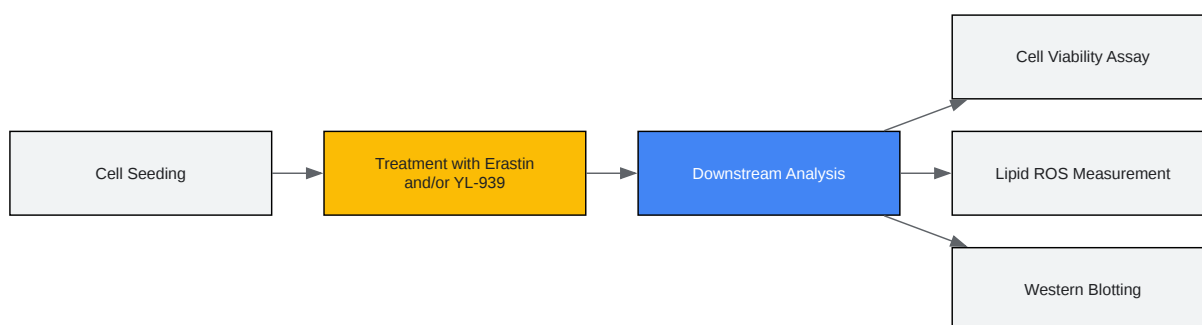 Cell Seeding
Treatment with Erastin
and/or YL-939
Downstream Analysis
Cell Viability Assay
Lipid ROS Measurement
Western Blotting